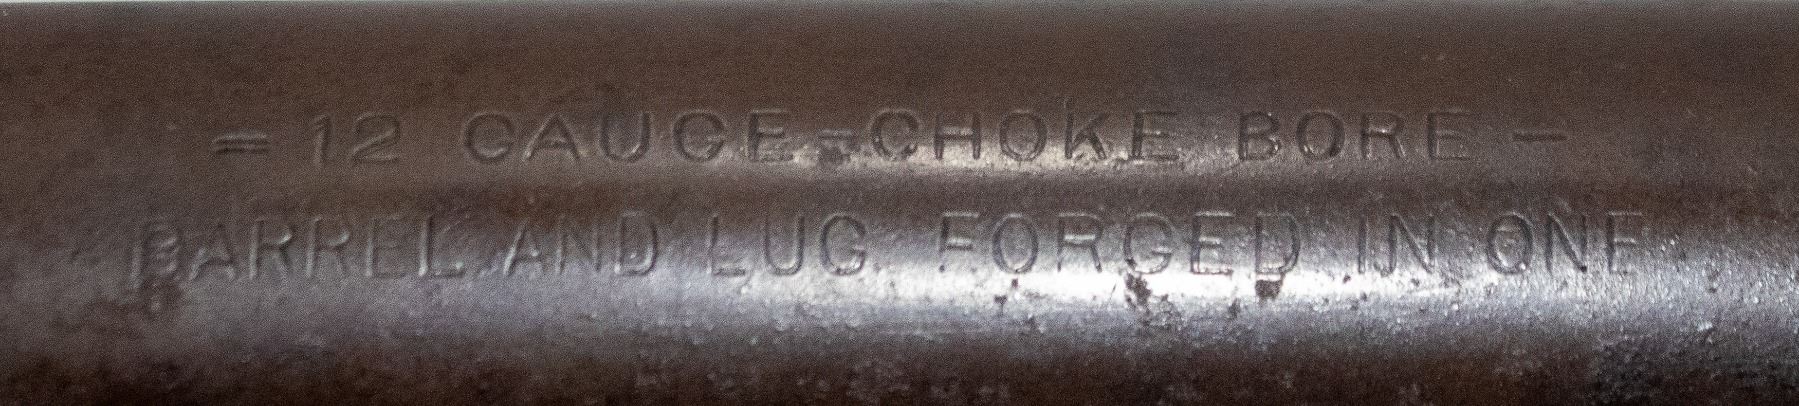 = 12 GAUGE = CHOKE BORE -
BARREL AND LUG FORGED IN ONE